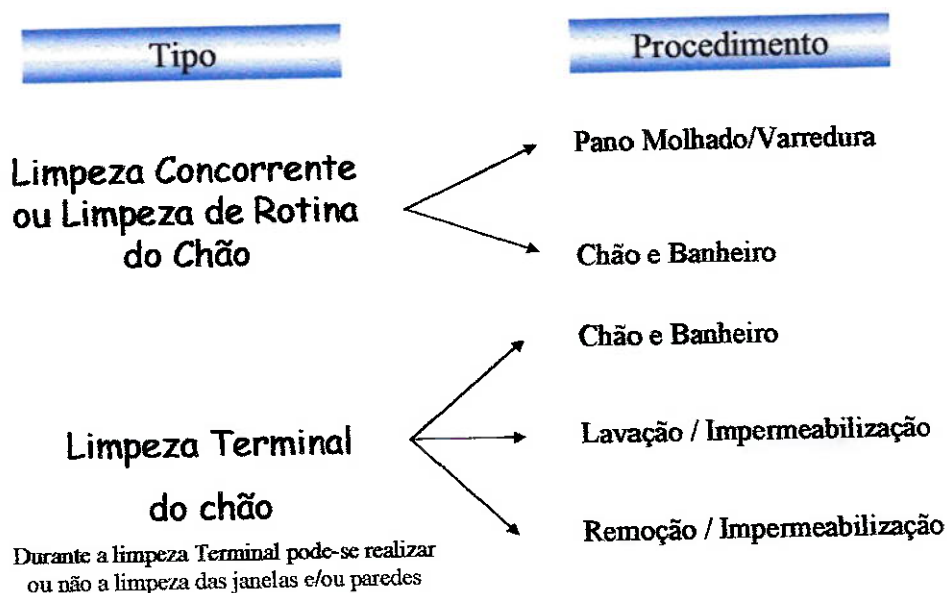 Tipo
Procedimento
Limpeza Concorrente
ou Limpeza de Rotina
do Chão
Pano Molhado/Varredura
Chão e Banheiro
Limpeza Terminal
do chão
Durante a limpeza Terminal pode-se realizar
ou não a limpeza das janelas e/ou paredes
Chão e Banheiro
Lavação / Impermeabilização
Remoção / Impermeabilização